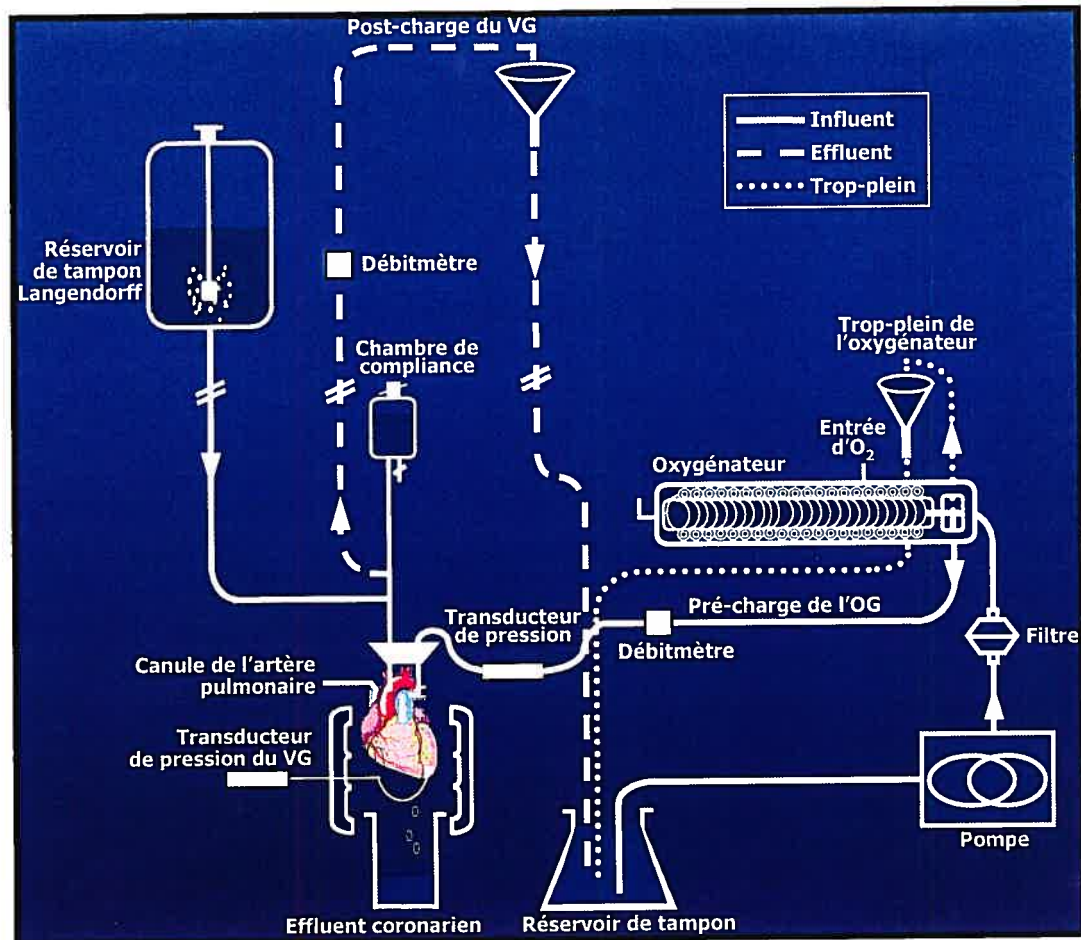 Post-charge du VG
Influent
Effluent
Trop-plein
Réservoir
de tampon
Langendorff
Débitmètre
Chambre de
compliance
Trop-plein de
l'oxygénateur
Entrée
d'O₂
Oxygénateur
Transducteur
de pression
Pré-charge de l'OG
Débitmètre
Filtre
Canule de l'artère
pulmonaire
Transducteur
de pression du VG
Pompe
Effluent coronarien
Réservoir de tampon